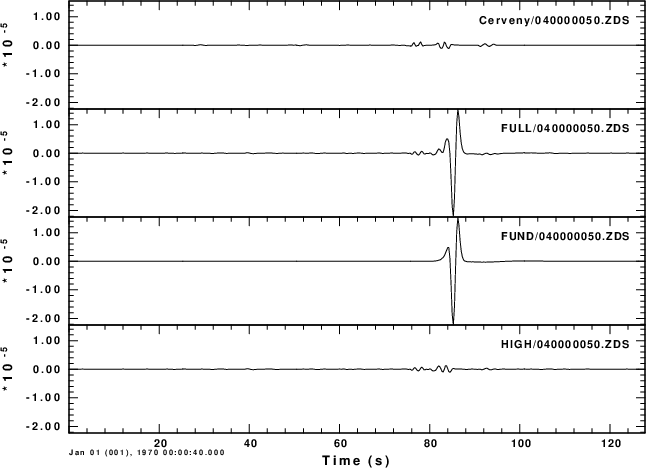 1.00
Cerveny/040000050.ZDS
0.00
*10 -5
-1.00
-2.00
1.00
FULL/040000050.ZDS
0.00
*10 -5
-1.00
-2.00
1.00
FUND/040000050.ZDS
0.00
*10 -5
-1.00
-2.00
1.00
HIGH/040000050.ZDS
0.00
*10 -5
-1.00
-2.00
20 40 60 80 100 120
Jan 01 (001), 1970 00:00:40.000
Time (s)